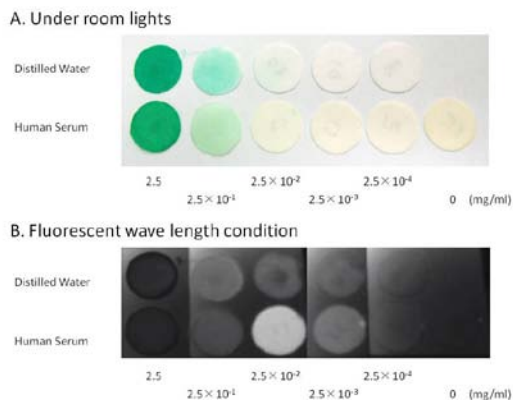 A. Under room lights
Distilled Water
Human Serum
2.5 2.5×10⁻² 2.5×10⁻⁴
2.5×10⁻¹ 2.5×10⁻³ 0 (mg/ml)
B. Fluorescent wave length condition
Distilled Water
Human Serum
2.5 2.5×10⁻² 2.5×10⁻⁴
2.5×10⁻¹ 2.5×10⁻³ 0 (mg/ml)